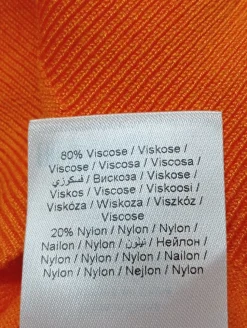 80% Viscose / Viskose /
Viscose / Viscosa / Viscosa /
فسكوزي / Вискоза / Viskose /
Viskos / Viscose / Viskoosi /
Viskóza / Wiskoza / Viszkóz /
Viscose
20% Nylon / Nylon / Nylon /
Nailon / Nylon / نيلون / Нейлон /
Nylon / Nylon / Nylon / Nailon /
Nylon / Nylon / Nejlon / Nylon